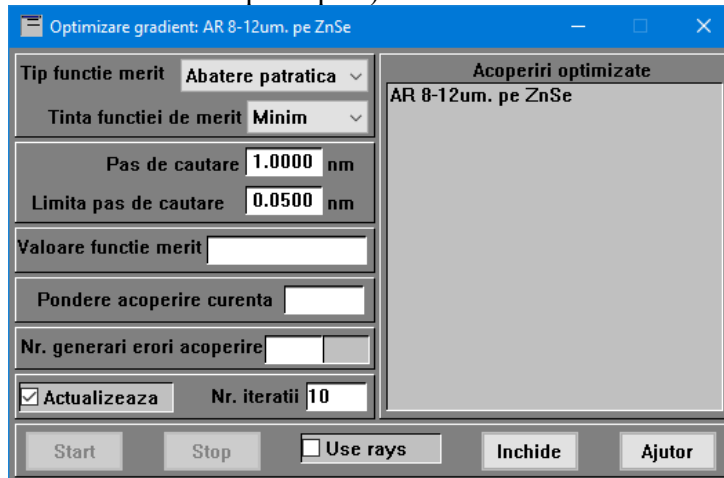 Optimizare gradient: AR 8-12um. pe ZnSe
Tip functie merit Abatere patratica
Tinta functiei de merit Minim
Pas de cautare 1.0000 nm
Limita pas de cautare 0.0500 nm
Valoare functie merit
Pondere acoperire curenta
Nr. generari erori acoperire
Actualizeaza Nr. iteratii 10
Acoperiri optimizate
AR 8-12um. pe ZnSe
Start Stop Use rays Inchide Ajutor